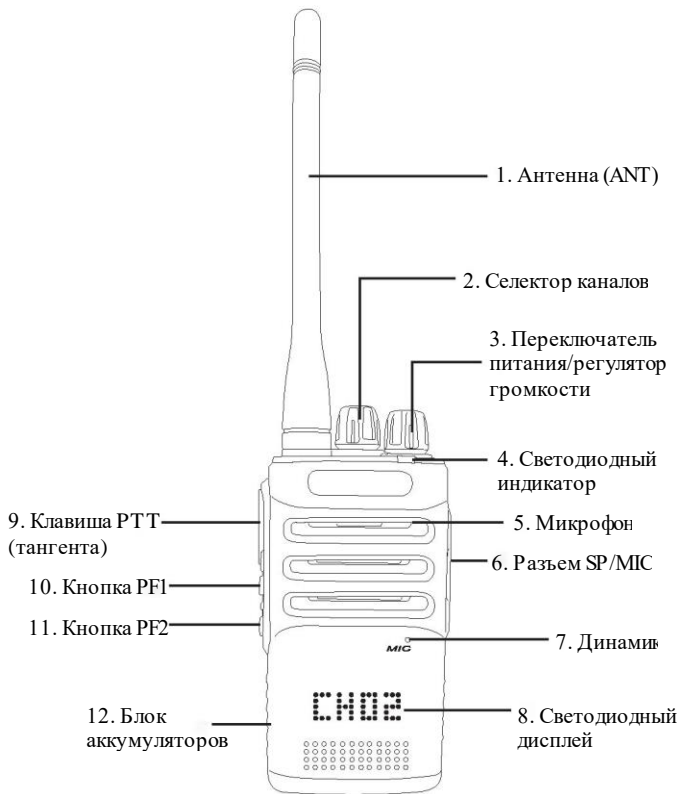 1. Антенна (ANT)
2. Селектор каналов
3. Переключатель
питания/регулятор
громкости
4. Светодиодный
индикатор
5. Микрофон
6. Разъем SP/MIC
7. Динамик
8. Светодиодный
дисплей
9. Клавиша PTT
(тангента)
10. Кнопка PF1
11. Кнопка PF2
12. Блок
аккумуляторов
MIC
CH02